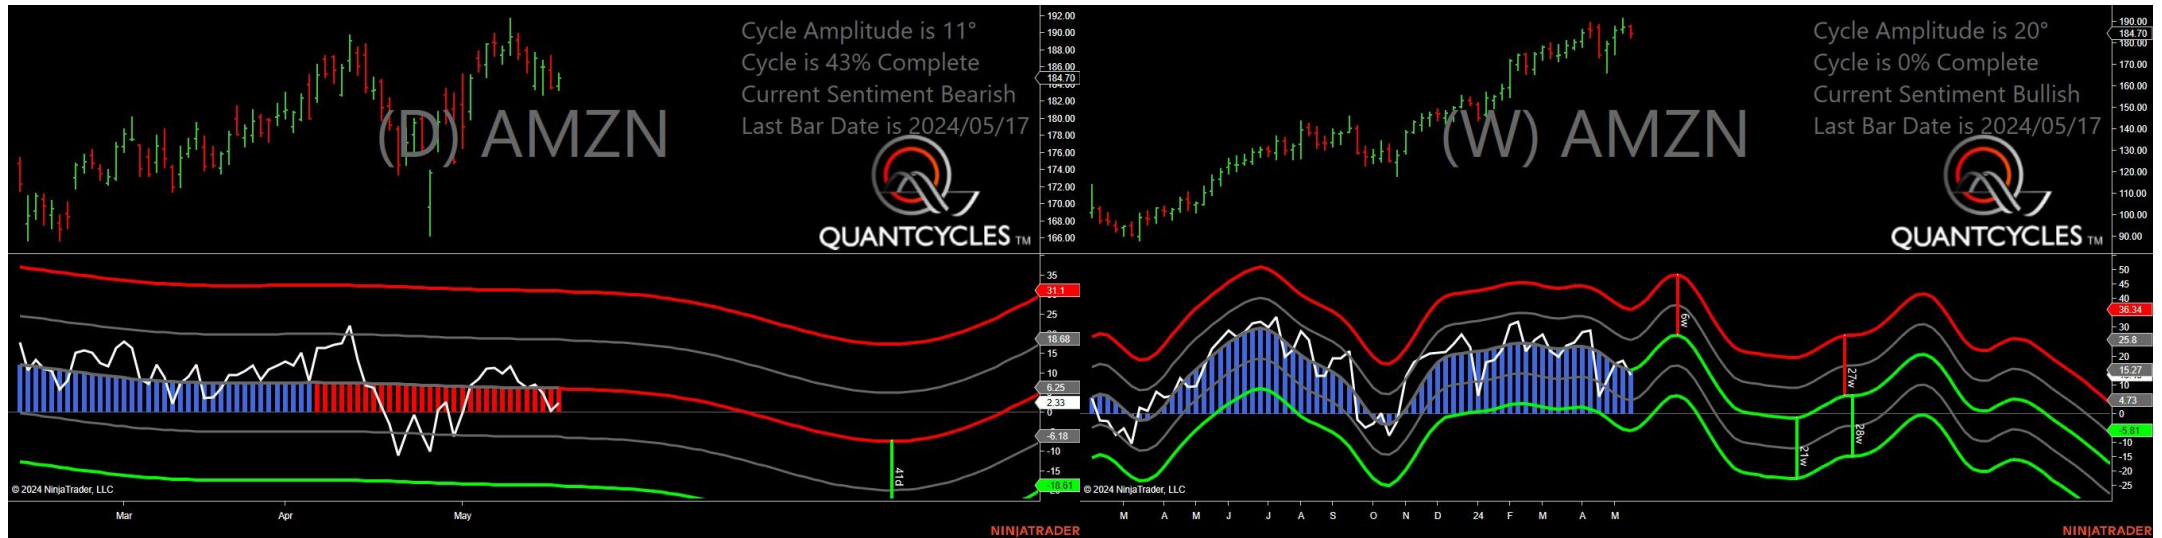 Cycle Amplitude is 11°
Cycle is 43% Complete
Current Sentiment Bearish
Last Bar Date is 2024/05/17
(D) AMZN
QUANTCYCLES TM
192.00
190.00
188.00
186.00
184.70
182.00
180.00
178.00
176.00
174.00
172.00
170.00
168.00
166.00
35
31.1
25
18.68
15
10
6.25
2.33
0
-6.18
-10
-15
-18.61
41d
© 2024 NinjaTrader, LLC
Mar Apr May
NINJATRADER
Cycle Amplitude is 20°
Cycle is 0% Complete
Current Sentiment Bullish
Last Bar Date is 2024/05/17
(W) AMZN
QUANTCYCLES TM
190.00
184.70
180.00
170.00
160.00
150.00
140.00
130.00
120.00
110.00
100.00
90.00
50
45
40
36.34
30
25.8
20
15.27
10
4.73
0
-5.81
-10
-15
-20
-25
6w
27w
28w
21w
© 2024 NinjaTrader, LLC
M A M J J A S O N D 24 F M A M
NINJATRADER